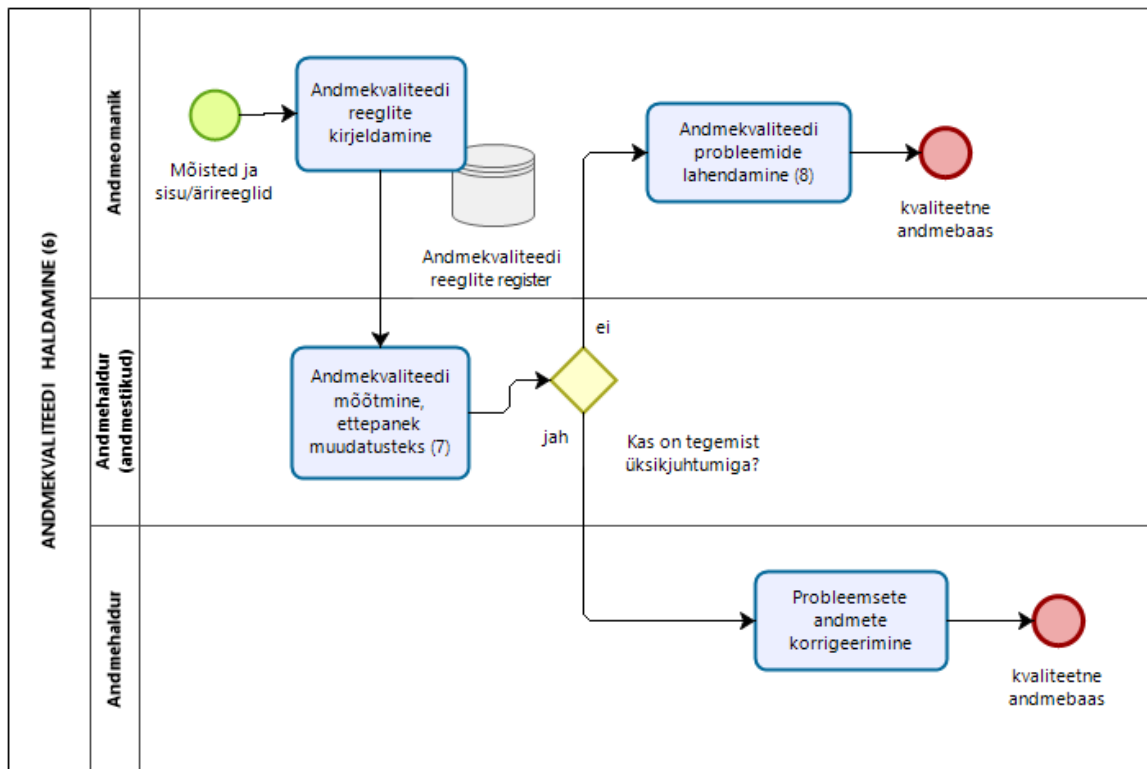 ANDMEKVALITEEDI HALDAMINE (6)
Andmeomanik
Mõisted ja
sisu/ärireeglid
Andmekvaliteedi
reeglite
kirjeldamine
Andmekvaliteedi
reeglite register
Andmekvaliteedi
probleemide
lahendamine (8)
kvaliteetne
andmebaas
Andmehaldur
(andmestikud)
Andmekvaliteedi
mõõtmine,
ettepanek
muudatusteks (7)
ei
jah
Kas on tegemist
üksikjuhtumiga?
Andmehaldur
Probleemsete
andmete
korrigeerimine
kvaliteetne
andmebaas